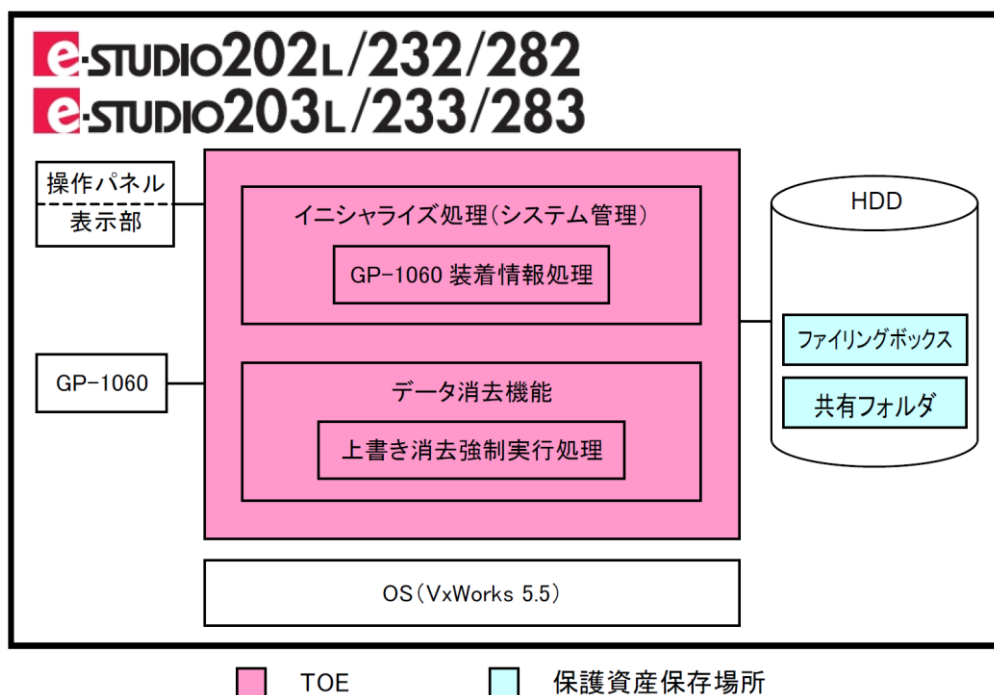 e-STUDIO202L/232/282
e-STUDIO203L/233/283
操作パネル
表示部
GP-1060
イニシャライズ処理(システム管理)
GP-1060 装着情報処理
データ消去機能
上書き消去強制実行処理
OS(VxWorks 5.5)
HDD
ファイリングボックス
共有フォルダ
TOE
保護資産保存場所